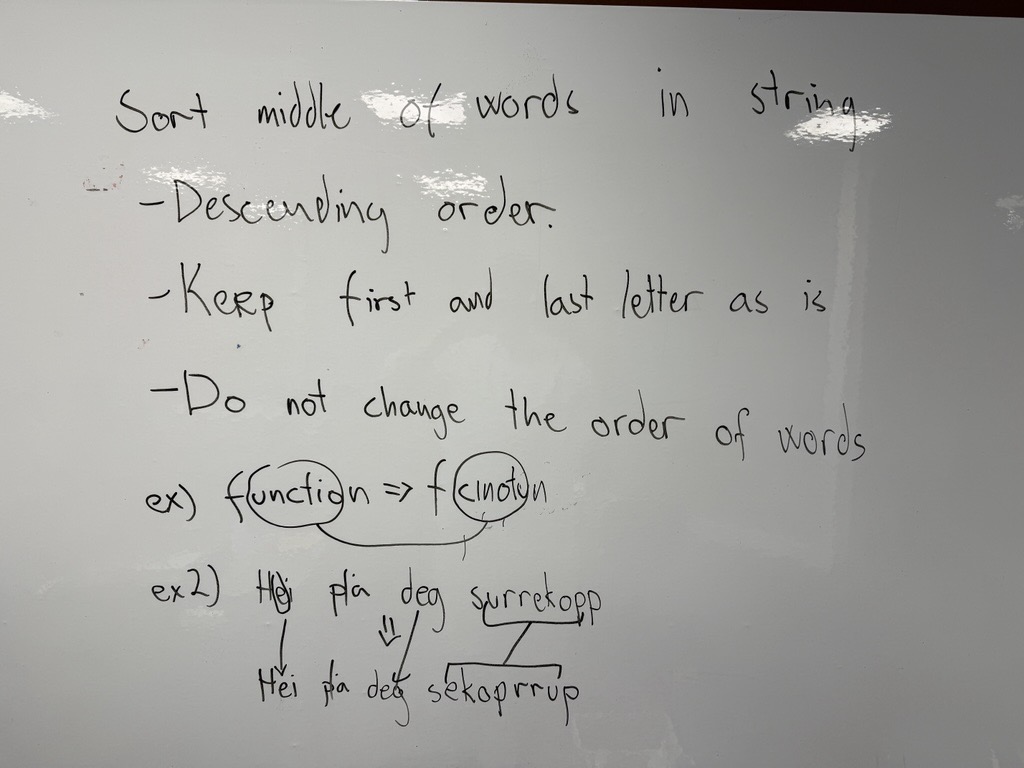 Sort middle of words in string
- Descending order.
- Keep first and last letter as is
- Do not change the order of words
ex) function => fcinotun
ex2) Hei på deg surrekopp
⇓
Hei på deg sekoprrup